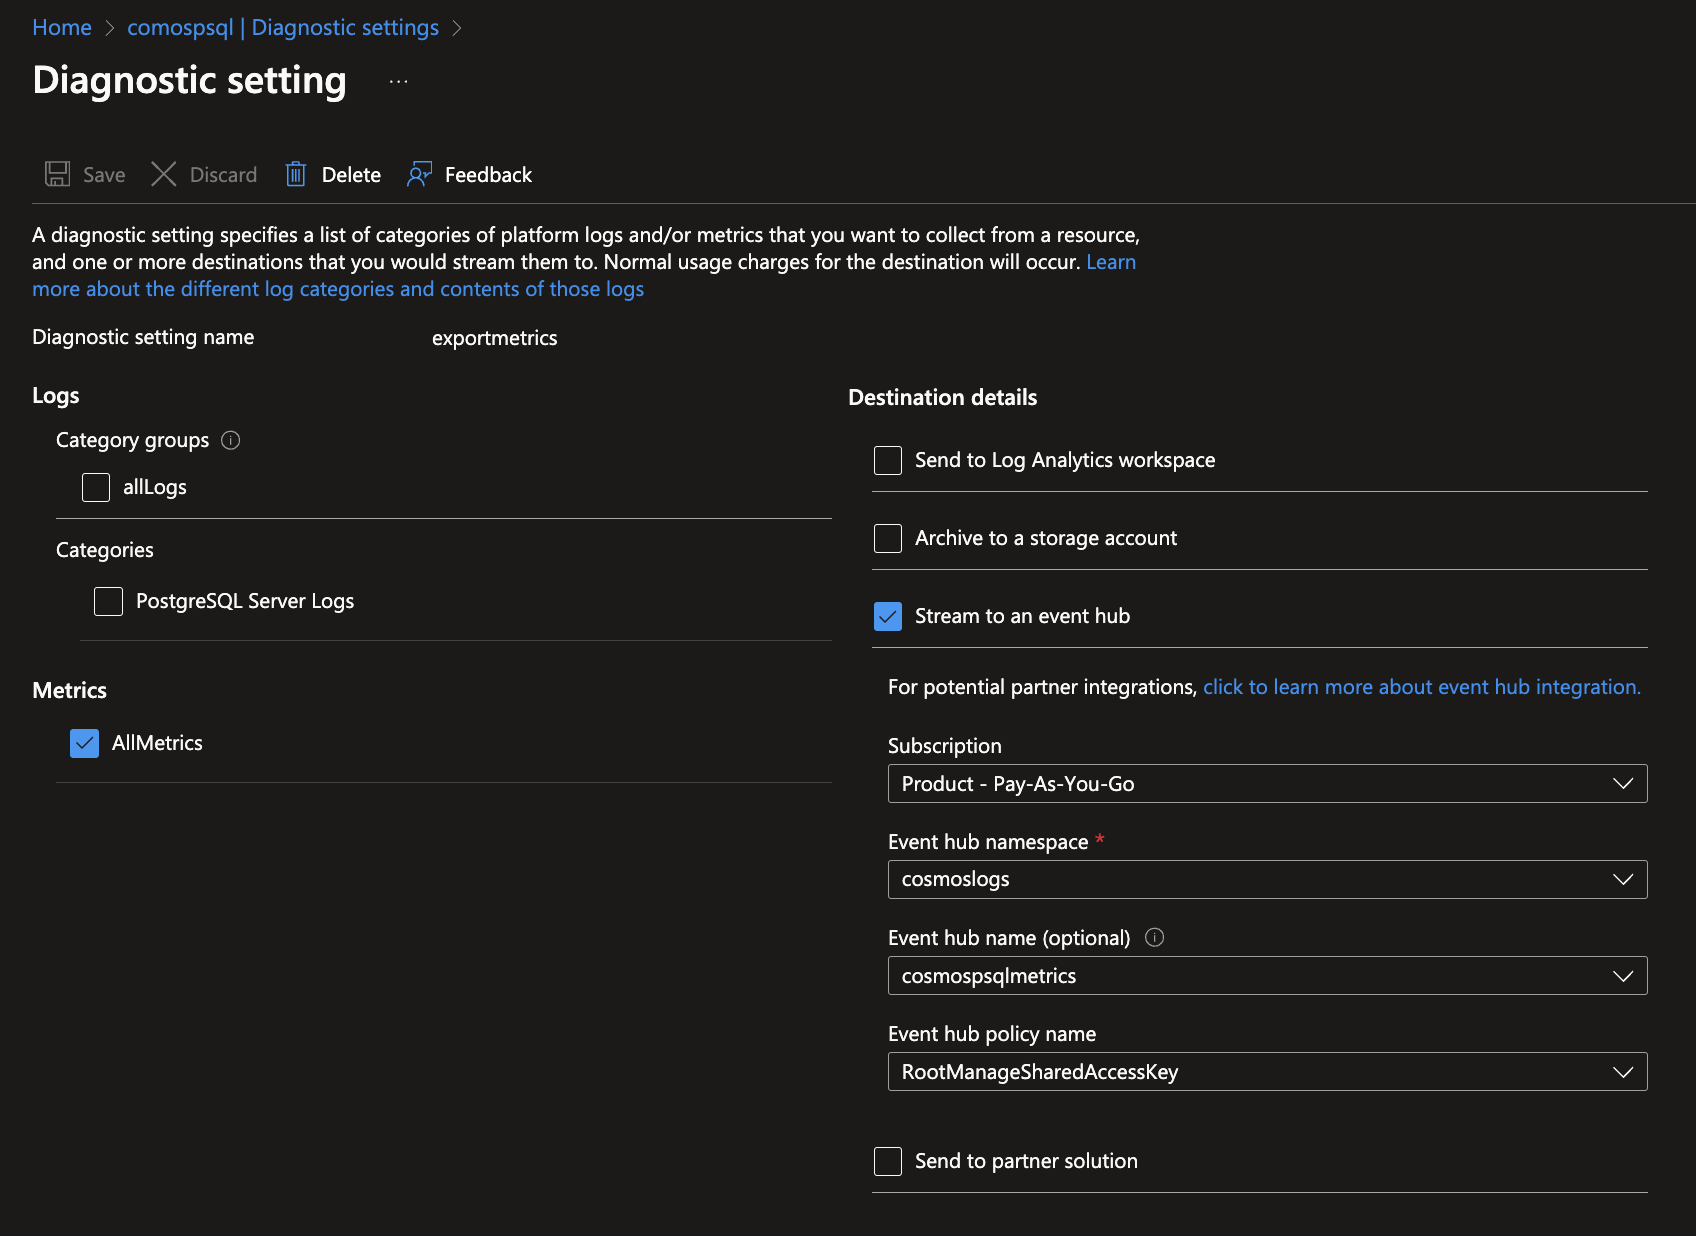 Home > comospsql | Diagnostic settings >
Diagnostic setting ...
Save Discard Delete Feedback
A diagnostic setting specifies a list of categories of platform logs and/or metrics that you want to collect from a resource,
and one or more destinations that you would stream them to. Normal usage charges for the destination will occur. Learn
more about the different log categories and contents of those logs
Diagnostic setting name exportmetrics
Logs
Category groups
allLogs
Categories
PostgreSQL Server Logs
Metrics
AllMetrics
Destination details
Send to Log Analytics workspace
Archive to a storage account
Stream to an event hub
For potential partner integrations, click to learn more about event hub integration.
Subscription
Product - Pay-As-You-Go
Event hub namespace *
cosmoslogs
Event hub name (optional)
cosmospsqlmetrics
Event hub policy name
RootManageSharedAccessKey
Send to partner solution